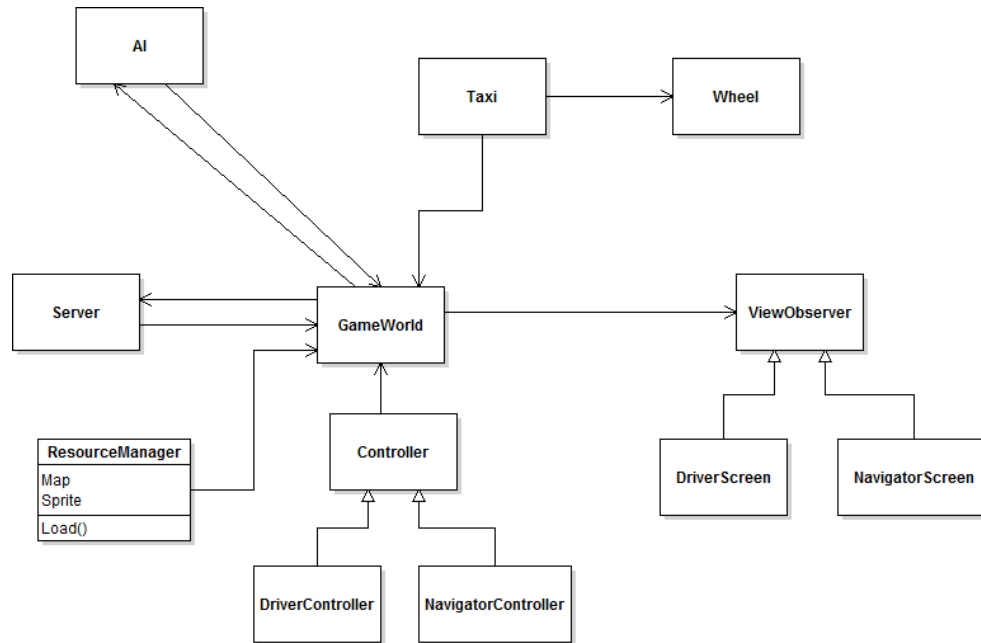 AI
Taxi
Wheel
Server
GameWorld
ViewObserver
ResourceManager
Map
Sprite
Load()
Controller
DriverScreen
NavigatorScreen
DriverController
NavigatorController